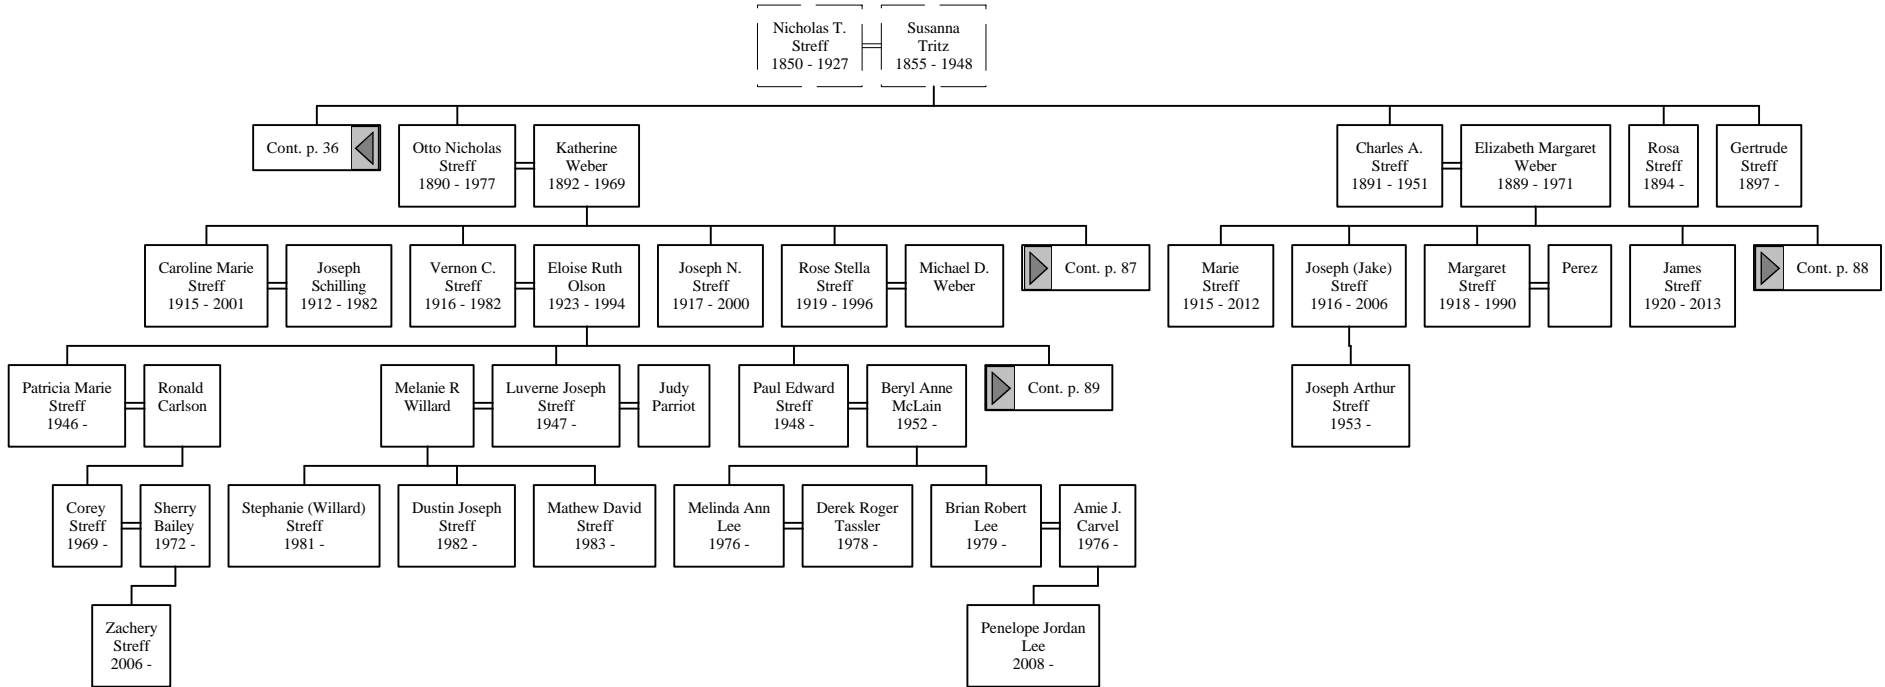 Nicholas T.
Streff
1850 - 1927
Susanna
Tritz
1855 - 1948
Cont. p. 36
Otto Nicholas
Streff
1890 - 1977
Katherine
Weber
1892 - 1969
Charles A.
Streff
1891 - 1951
Elizabeth Margaret
Weber
1889 - 1971
Rosa
Streff
1894 -
Gertrude
Streff
1897 -
Caroline Marie
Streff
1915 - 2001
Joseph
Schilling
1912 - 1982
Vernon C.
Streff
1916 - 1982
Eloise Ruth
Olson
1923 - 1994
Joseph N.
Streff
1917 - 2000
Rose Stella
Streff
1919 - 1996
Michael D.
Weber
Cont. p. 87
Marie
Streff
1915 - 2012
Joseph (Jake)
Streff
1916 - 2006
Margaret
Streff
1918 - 1990
Perez
James
Streff
1920 - 2013
Cont. p. 88
Patricia Marie
Streff
1946 -
Ronald
Carlson
Melanie R
Willard
Luverne Joseph
Streff
1947 -
Judy
Parriot
Paul Edward
Streff
1948 -
Beryl Anne
McLain
1952 -
Cont. p. 89
Joseph Arthur
Streff
1953 -
Corey
Streff
1969 -
Sherry
Bailey
1972 -
Stephanie (Willard)
Streff
1981 -
Dustin Joseph
Streff
1982 -
Mathew David
Streff
1983 -
Melinda Ann
Lee
1976 -
Derek Roger
Tassler
1978 -
Brian Robert
Lee
1979 -
Amie J.
Carvel
1976 -
Zachery
Streff
2006 -
Penelope Jordan
Lee
2008 -